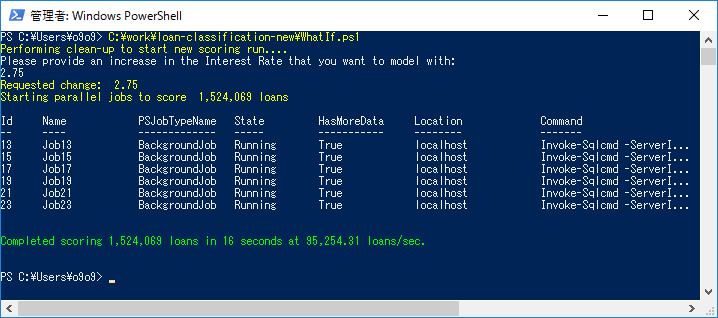 管理者: Windows PowerShell
PS C:¥Users¥o9o9> C:¥work¥loan-classification-new¥WhatIf.ps1
Performing clean-up to start new scoring run....
Please provide an increase in the Interest Rate that you want to model with:
2.75
Requested change:  2.75
Starting parallel jobs to score  1,524,069 loans
Id     Name            PSJobTypeName   State         HasMoreData     Location             Command
--     ----            -------------   -----         -----------     --------             -------
13     Job13           BackgroundJob   Running       True            localhost            Invoke-Sqlcmd -ServerI...
15     Job15           BackgroundJob   Running       True            localhost            Invoke-Sqlcmd -ServerI...
17     Job17           BackgroundJob   Running       True            localhost            Invoke-Sqlcmd -ServerI...
19     Job19           BackgroundJob   Running       True            localhost            Invoke-Sqlcmd -ServerI...
21     Job21           BackgroundJob   Running       True            localhost            Invoke-Sqlcmd -ServerI...
23     Job23           BackgroundJob   Running       True            localhost            Invoke-Sqlcmd -ServerI...
Completed scoring 1,524,069 loans in 16 seconds at 95,254.31 loans/sec.
PS C:¥Users¥o9o9>